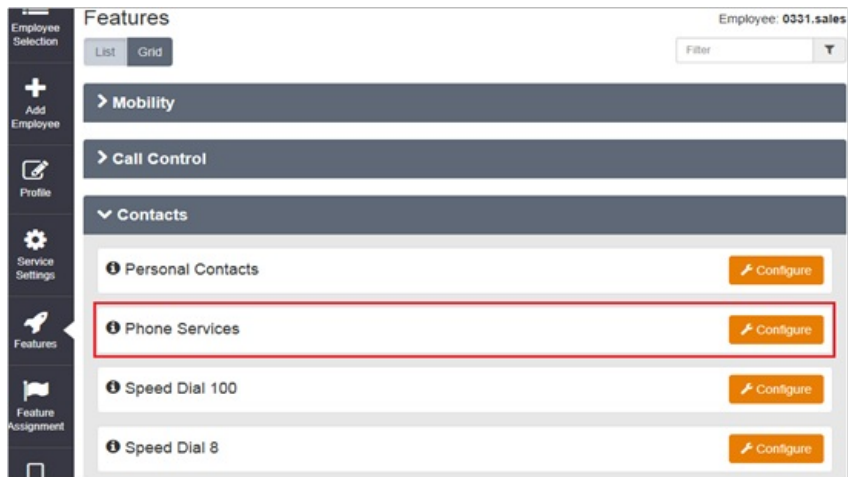 Employee
Selection
Add
Employee
Profile
Service
Settings
Features
Feature
Assignment
Features
Employee: 0331.sales
List Grid
Filter
Mobility
Call Control
Contacts
Personal Contacts
Configure
Phone Services
Configure
Speed Dial 100
Configure
Speed Dial 8
Configure